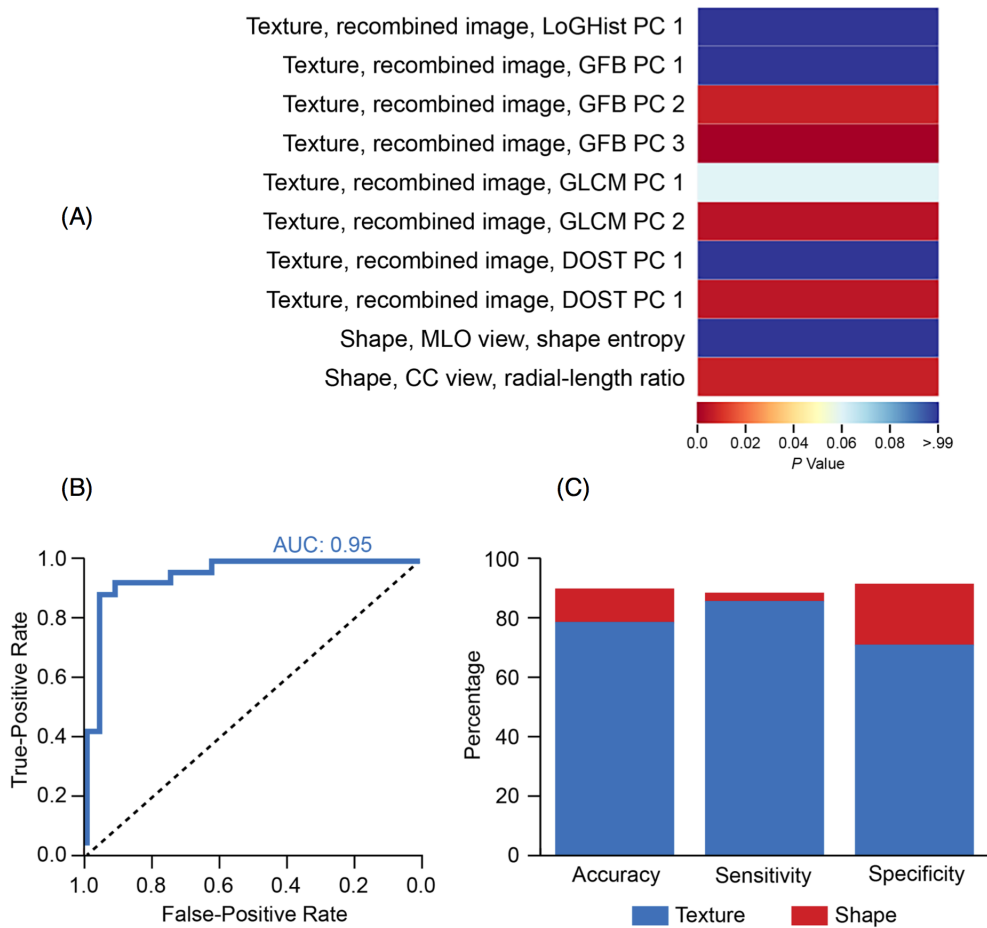 Texture, recombined image, LoGHist PC 1
Texture, recombined image, GFB PC 1
Texture, recombined image, GFB PC 2
Texture, recombined image, GFB PC 3
Texture, recombined image, GLCM PC 1
(A)
Texture, recombined image, GLCM PC 2
Texture, recombined image, DOST PC 1
Texture, recombined image, DOST PC 1
Shape, MLO view, shape entropy
Shape, CC view, radial-length ratio
0.0 0.02 0.04 0.06 0.08 >.99
P Value
(B)
AUC: 0.95
1.0
0.8
0.6
0.4
0.2
0.0
True-Positive Rate
1.0 0.8 0.6 0.4 0.2 0.0
False-Positive Rate
(C)
100
80
60
40
20
0
Percentage
Accuracy Sensitivity Specificity
Texture Shape